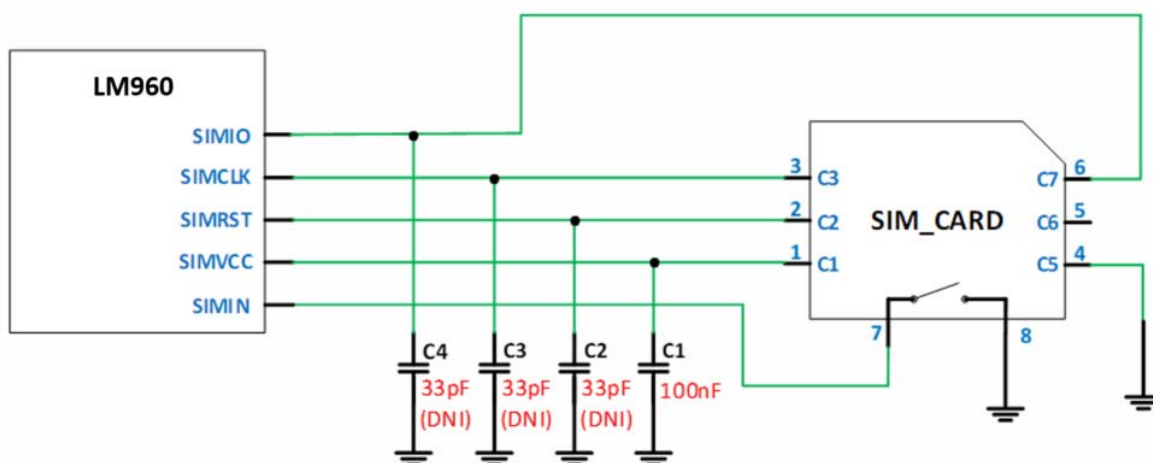 LM960
SIMIO
SIMCLK
SIMRST
SIMVCC
SIMIN
3
C3
2
C2
1
C1
SIM_CARD
C7
6
C6
5
C5
4
7
8
C4
33pF
(DNI)
C3
33pF
(DNI)
C2
33pF
(DNI)
C1
100nF